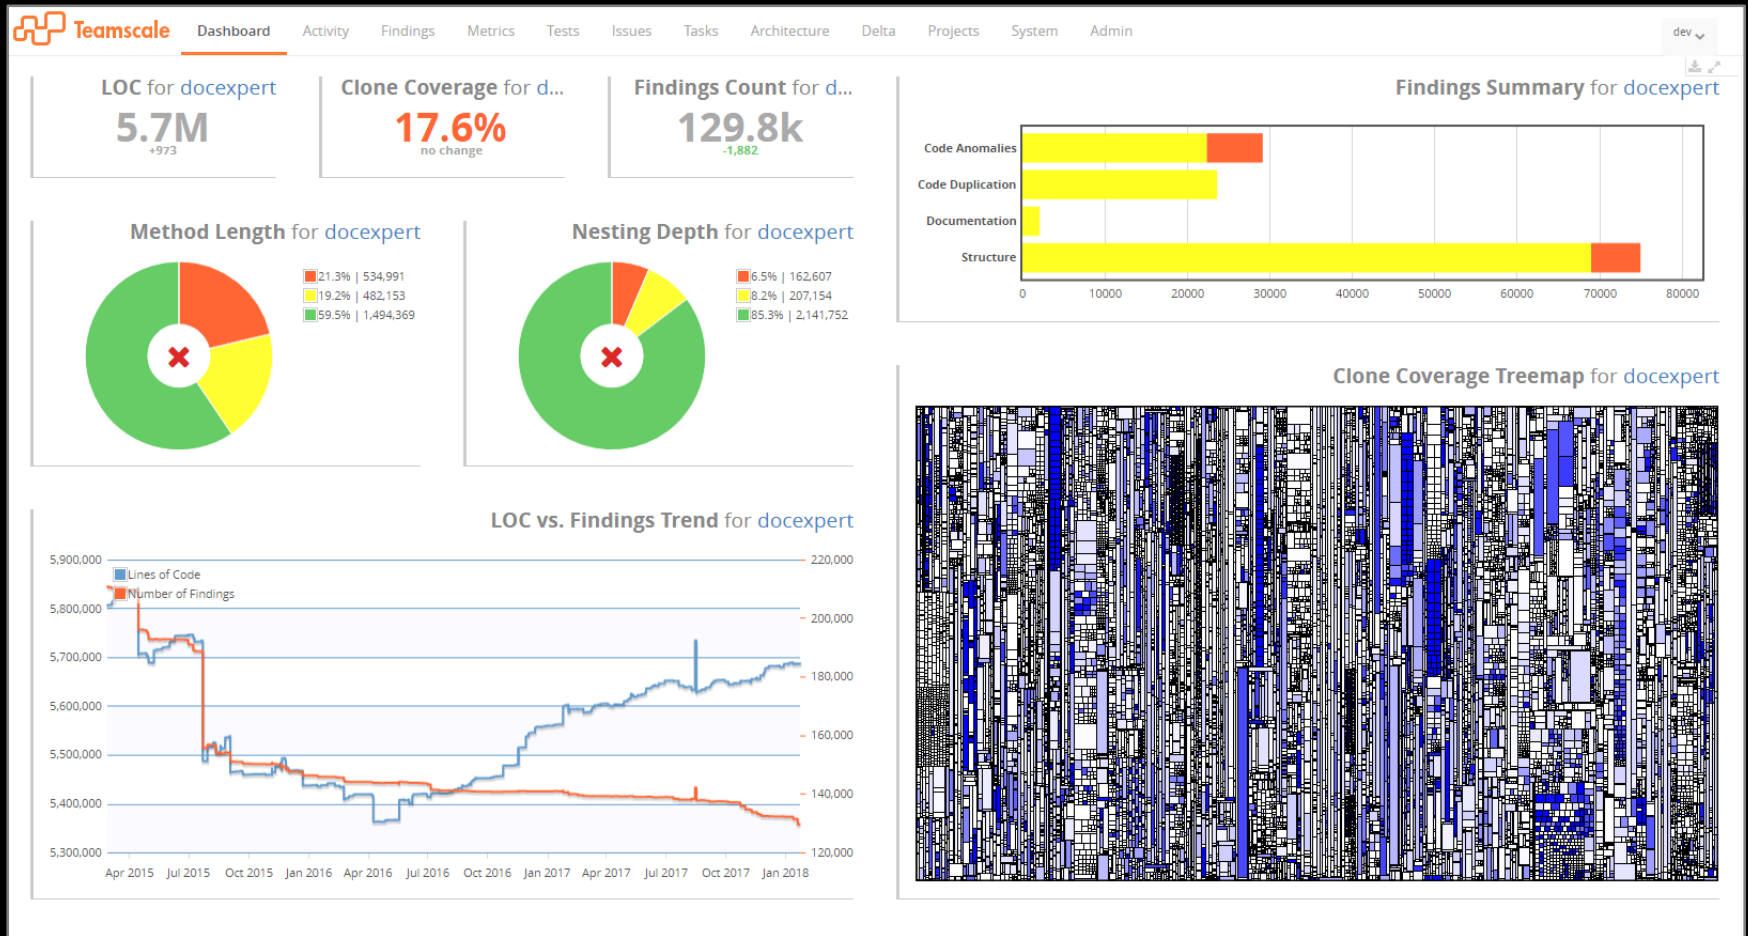 Teamscale
Dashboard
Activity
Findings
Metrics
Tests
Issues
Tasks
Architecture
Delta
Projects
System
Admin
dev
LOC for docexpert
5.7M
+973
Clone Coverage for d...
17.6%
no change
Findings Count for d...
129.8k
-1,882
Findings Summary for docexpert
Code Anomalies
Code Duplication
Documentation
Structure
0 10000 20000 30000 40000 50000 60000 70000 80000
Method Length for docexpert
21.3% | 534,991
19.2% | 482,153
59.5% | 1,494,369
Nesting Depth for docexpert
6.5% | 162,607
8.2% | 207,154
85.3% | 2,141,752
Clone Coverage Treemap for docexpert
LOC vs. Findings Trend for docexpert
Lines of Code
Number of Findings
5,900,000
5,800,000
5,700,000
5,600,000
5,500,000
5,400,000
5,300,000
220,000
200,000
180,000
160,000
140,000
120,000
Apr 2015 Jul 2015 Oct 2015 Jan 2016 Apr 2016 Jul 2016 Oct 2016 Jan 2017 Apr 2017 Jul 2017 Oct 2017 Jan 2018